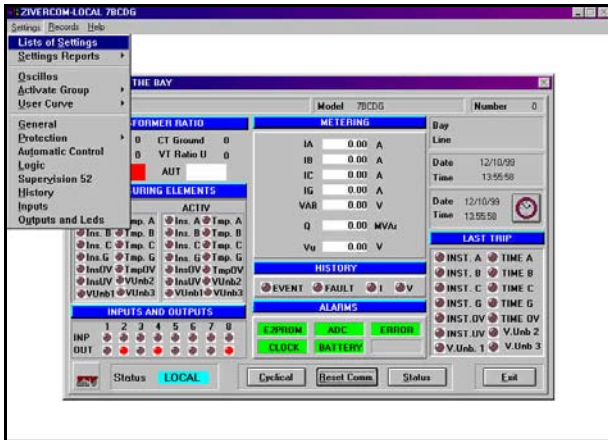 ZIVERCOM-LOCAL 7BCDG
Settings Records Help
Lists of Settings
Settings Reports
Oscillos
Activate Group
User Curve
General
Protection
Automatic Control
Logic
Supervision 52
History
Inputs
Outputs and Leds
THE BAY
Model 7BCDG
Number 0
FORMER RATIO
0 CT Ground 0
0 VT Ratio U 0
AUT
METERING
IA 0.00 A
IB 0.00 A
IC 0.00 A
IG 0.00 A
VAB 0.00 V
Q 0.00 MVAr
Vu 0.00 V
Bay
Line
Date 12/10/99
Time 13:55:58
Date 12/10/99
Time 13:55:50
URING ELEMENTS
ACTIV
Tmp. A Ins. A Tmp. A
Ins. B Tmp. B Ins. B Tmp. B
Ins. C Tmp. C Ins. C Tmp. C
Ins. G Tmp. G Ins. G Tmp. G
InsOV TmpOV InsOV TmpOV
InsUV VUnb2 InsUV VUnb2
VUnb1 VUnb3 VUnb1 VUnb3
HISTORY
EVENT FAULT I V
LAST TRIP
INST. A TIME A
INST. B TIME B
INST. C TIME C
INST. G TIME G
INST.OV TIME OV
INST.UV V.Unb 2
V.Unb. 1 V.Unb 3
INPUTS AND OUTPUTS
1 2 3 4 5 6 7 8
INP
OUT
ALARMS
E2PROM ADC ERROR
CLOCK BATTERY
Status LOCAL
Cyclical
Reset Comm
Status
Exit